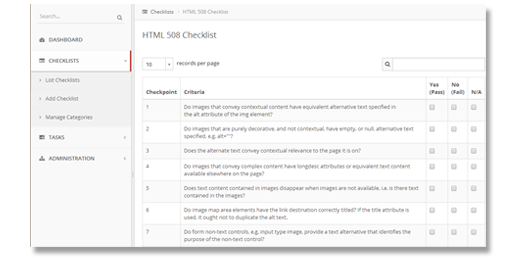 Search...
DASHBOARD
CHECKLISTS
List Checklists
Add Checklist
Manage Categories
TASKS
ADMINISTRATION
Checklists > HTML 508 Checklist
HTML 508 Checklist
10 records per page
Checkpoint Criteria Yes (Pass) No (Fail) N/A
1 Do images that convey contextual content have equivalent alternative text specified in
the alt attribute of the img element?
2 Do images that are purely decorative, and not contextual, have empty, or null, alternative text
specified, e.g. alt=""?
3 Does the alternate text convey contextual relevance to the page it is on?
4 Do images that convey complex content have longdesc attributes or equivalent text content
available elsewhere on the page?
5 Does text content contained in images disappear when images are not available, i.e. is there text
contained in the images?
6 Do image map area elements have the link destination correctly titled? If the title attribute is
used, it ought not to duplicate the alt text.
7 Do form non-text controls, e.g. input type image, provide a text alternative that identifies the
purpose of the non-text control?